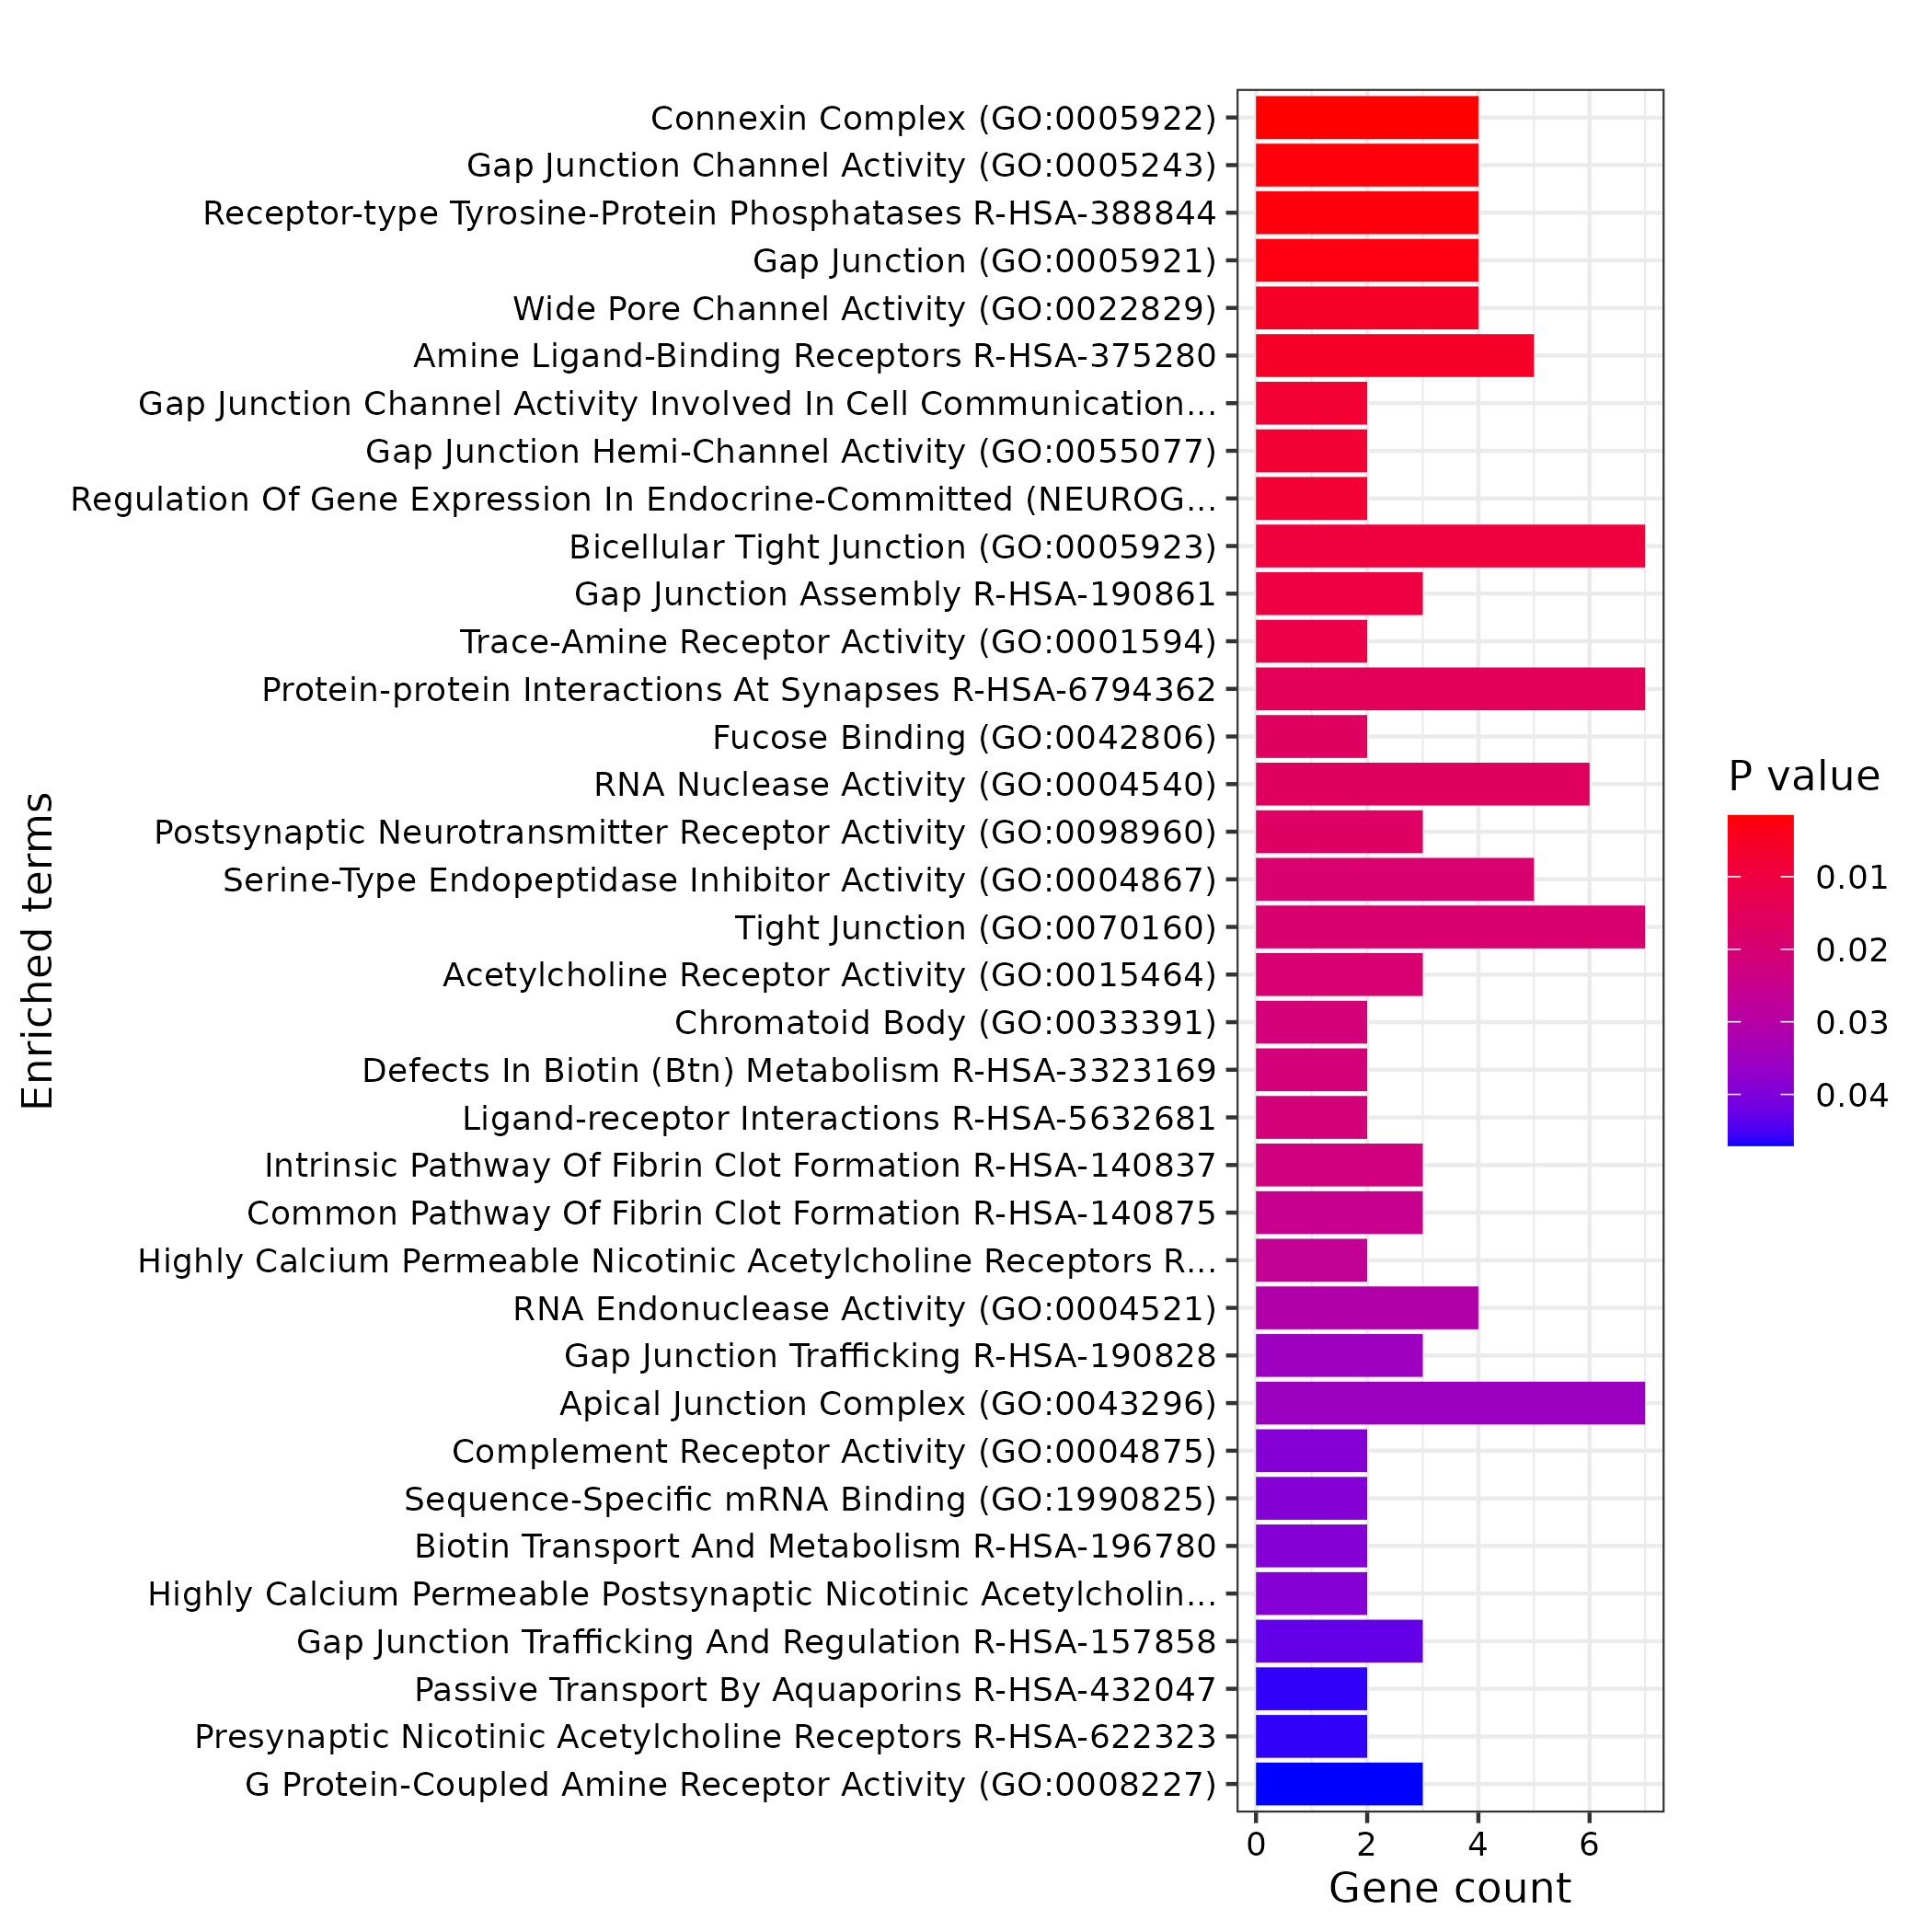 Connexin Complex (GO:0005922)
Gap Junction Channel Activity (GO:0005243)
Receptor-type Tyrosine-Protein Phosphatases R-HSA-388844
Gap Junction (GO:0005921)
Wide Pore Channel Activity (GO:0022829)
Amine Ligand-Binding Receptors R-HSA-375280
Gap Junction Channel Activity Involved In Cell Communication...
Gap Junction Hemi-Channel Activity (GO:0055077)
Regulation Of Gene Expression In Endocrine-Committed (NEUROG...
Bicellular Tight Junction (GO:0005923)
Gap Junction Assembly R-HSA-190861
Trace-Amine Receptor Activity (GO:0001594)
Protein-protein Interactions At Synapses R-HSA-6794362
Fucose Binding (GO:0042806)
RNA Nuclease Activity (GO:0004540)
Postsynaptic Neurotransmitter Receptor Activity (GO:0098960)
Serine-Type Endopeptidase Inhibitor Activity (GO:0004867)
Tight Junction (GO:0070160)
Acetylcholine Receptor Activity (GO:0015464)
Chromatoid Body (GO:0033391)
Defects In Biotin (Btn) Metabolism R-HSA-3323169
Ligand-receptor Interactions R-HSA-5632681
Intrinsic Pathway Of Fibrin Clot Formation R-HSA-140837
Common Pathway Of Fibrin Clot Formation R-HSA-140875
Highly Calcium Permeable Nicotinic Acetylcholine Receptors R...
RNA Endonuclease Activity (GO:0004521)
Gap Junction Trafficking R-HSA-190828
Apical Junction Complex (GO:0043296)
Complement Receptor Activity (GO:0004875)
Sequence-Specific mRNA Binding (GO:1990825)
Biotin Transport And Metabolism R-HSA-196780
Highly Calcium Permeable Postsynaptic Nicotinic Acetylcholin...
Gap Junction Trafficking And Regulation R-HSA-157858
Passive Transport By Aquaporins R-HSA-432047
Presynaptic Nicotinic Acetylcholine Receptors R-HSA-622323
G Protein-Coupled Amine Receptor Activity (GO:0008227)
Enriched terms
0 2 4 6
Gene count
P value
0.01
0.02
0.03
0.04